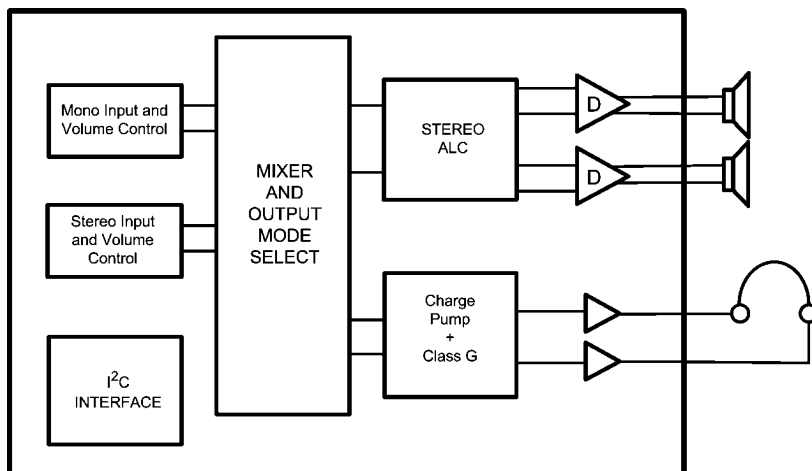 Mono Input and
Volume Control
Stereo Input
and Volume
Control
I²C
INTERFACE
MIXER
AND
OUTPUT
MODE
SELECT
STEREO
ALC
D
D
Charge
Pump
+
Class G